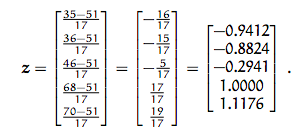 z = [ (35−51)/17 ] = [ −16/17 ] = [ −0.9412 ]
[ (36−51)/17 ] [ −15/17 ] [ −0.8824 ]
[ (46−51)/17 ] [ −5/17 ] [ −0.2941 ]
[ (68−51)/17 ] [ 17/17 ] [ 1.0000 ]
[ (70−51)/17 ] [ 19/17 ] [ 1.1176 ] .